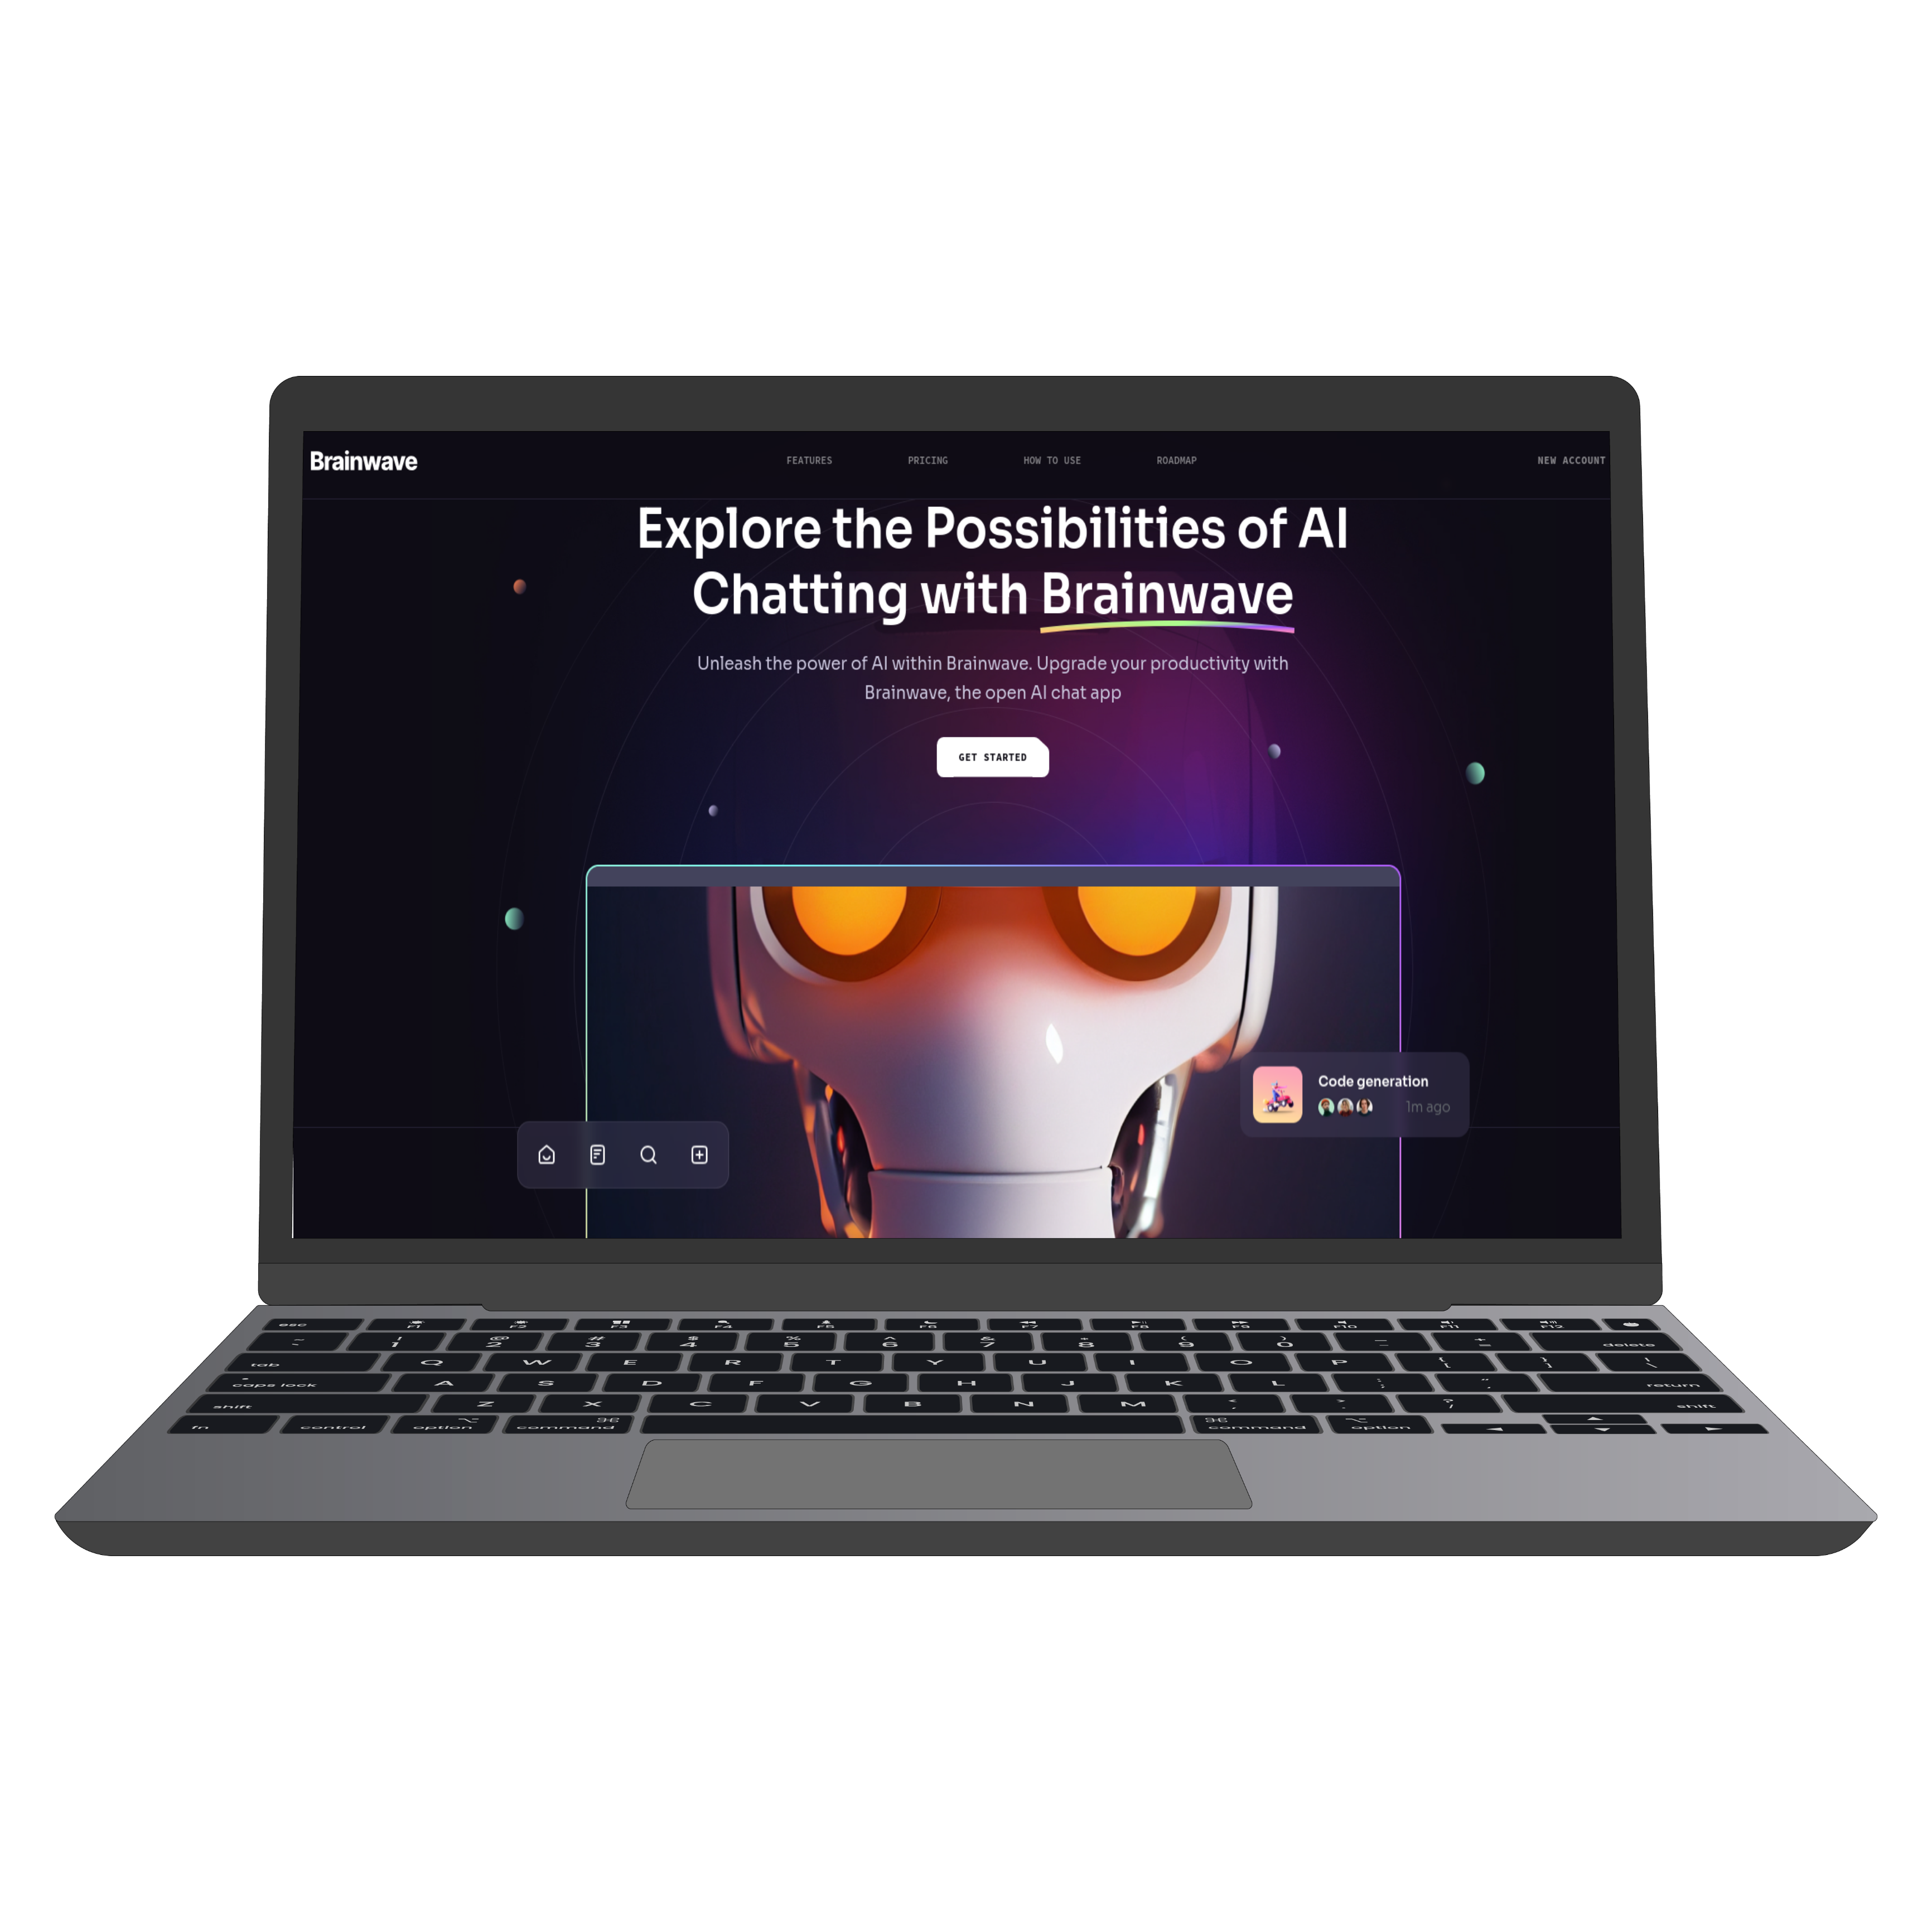 Brainwave
FEATURES PRICING HOW TO USE ROADMAP NEW ACCOUNT
Explore the Possibilities of AI
Chatting with Brainwave
Unleash the power of AI within Brainwave. Upgrade your productivity with
Brainwave, the open AI chat app
GET STARTED
Code generation
1m ago
esc F1 F2 F3 F4 F5 F6 F7 F8 F9 F10 F11 F12
~ ! @ # $ % ^ & * ( ) _ +
` 1 2 3 4 5 6 7 8 9 0 - = delete
tab Q W E R T Y U I O P { [ } ] | \
caps lock A S D F G H J K L : ; " ' return
shift Z X C V B N M < , > . ? / shift
fn control option command command option